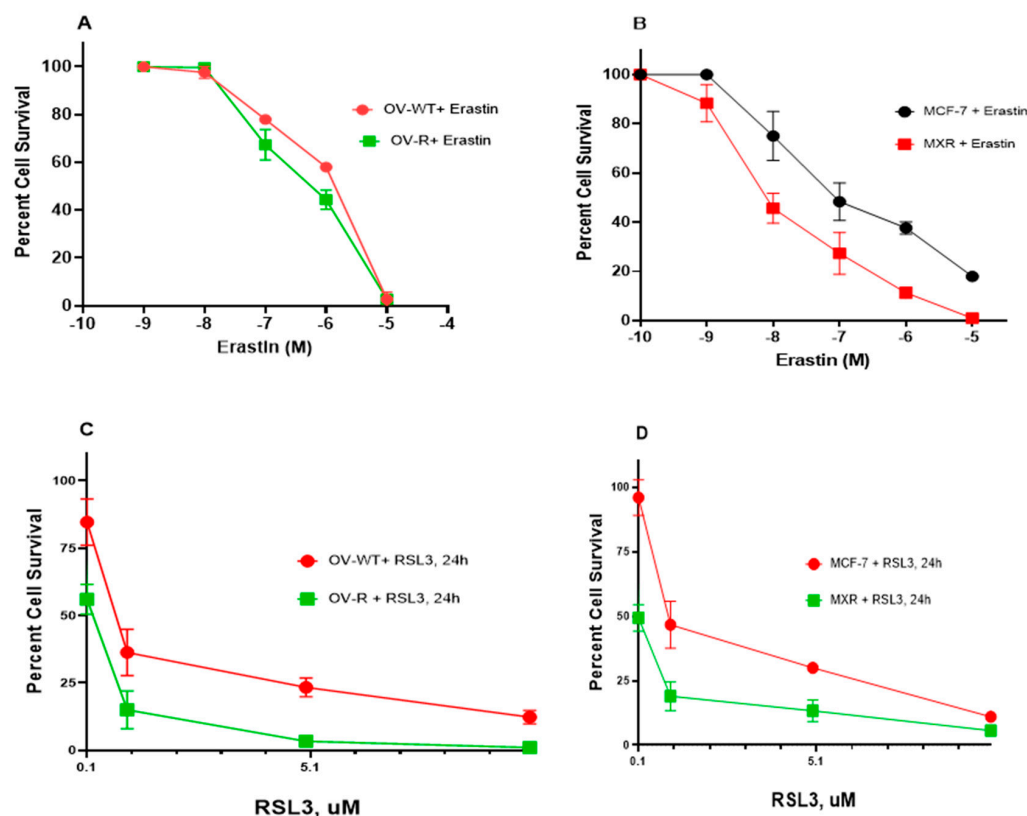 A
Percent Cell Survival
100
80
60
40
20
0
-10
-9
-8
-7
-6
-5
-4
Erastin (M)
OV-WT+ Erastin
OV-R+ Erastin
B
Percent Cell Survival
100
80
60
40
20
0
-10
-9
-8
-7
-6
-5
Erastin (M)
MCF-7 + Erastin
MXR + Erastin
C
Percent Cell Survival
100
75
50
25
0
0.1
5.1
RSL3, uM
OV-WT+ RSL3, 24h
OV-R + RSL3, 24h
D
Percent Cell Survival
100
75
50
25
0
0.1
5.1
RSL3, uM
MCF-7 + RSL3, 24h
MXR + RSL3, 24h